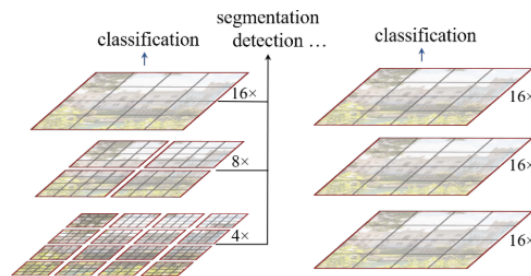 segmentation
detection ...
classification
16×
8×
4×
classification
16×
16×
16×